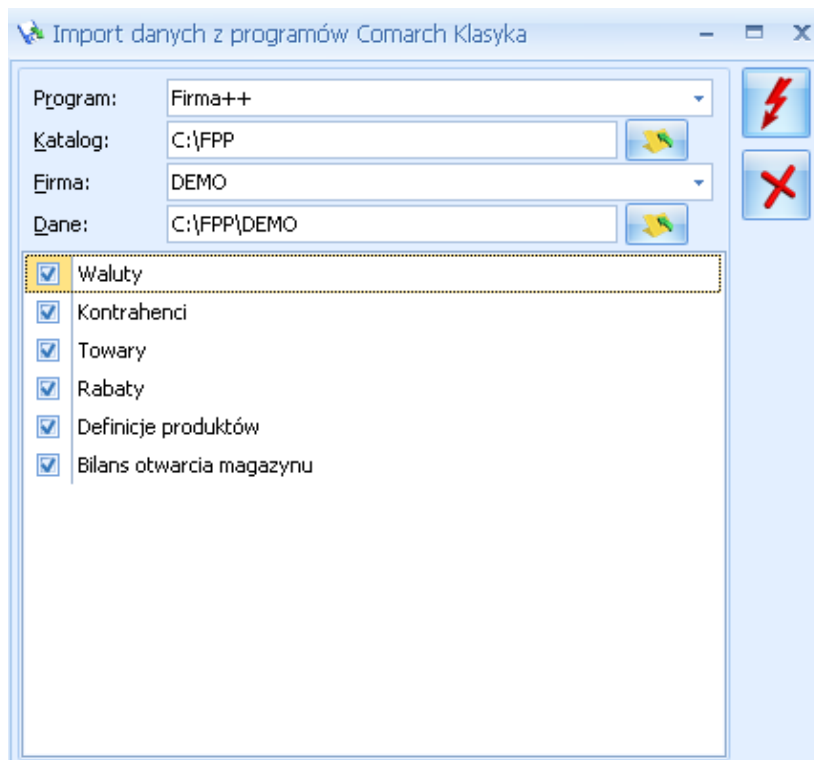 Import danych z programów Comarch Klasyka
Program: Firma++
Katalog: C:\FPP
Firma: DEMO
Dane: C:\FPP\DEMO
Waluty
Kontrahenci
Towary
Rabaty
Definicje produktów
Bilans otwarcia magazynu